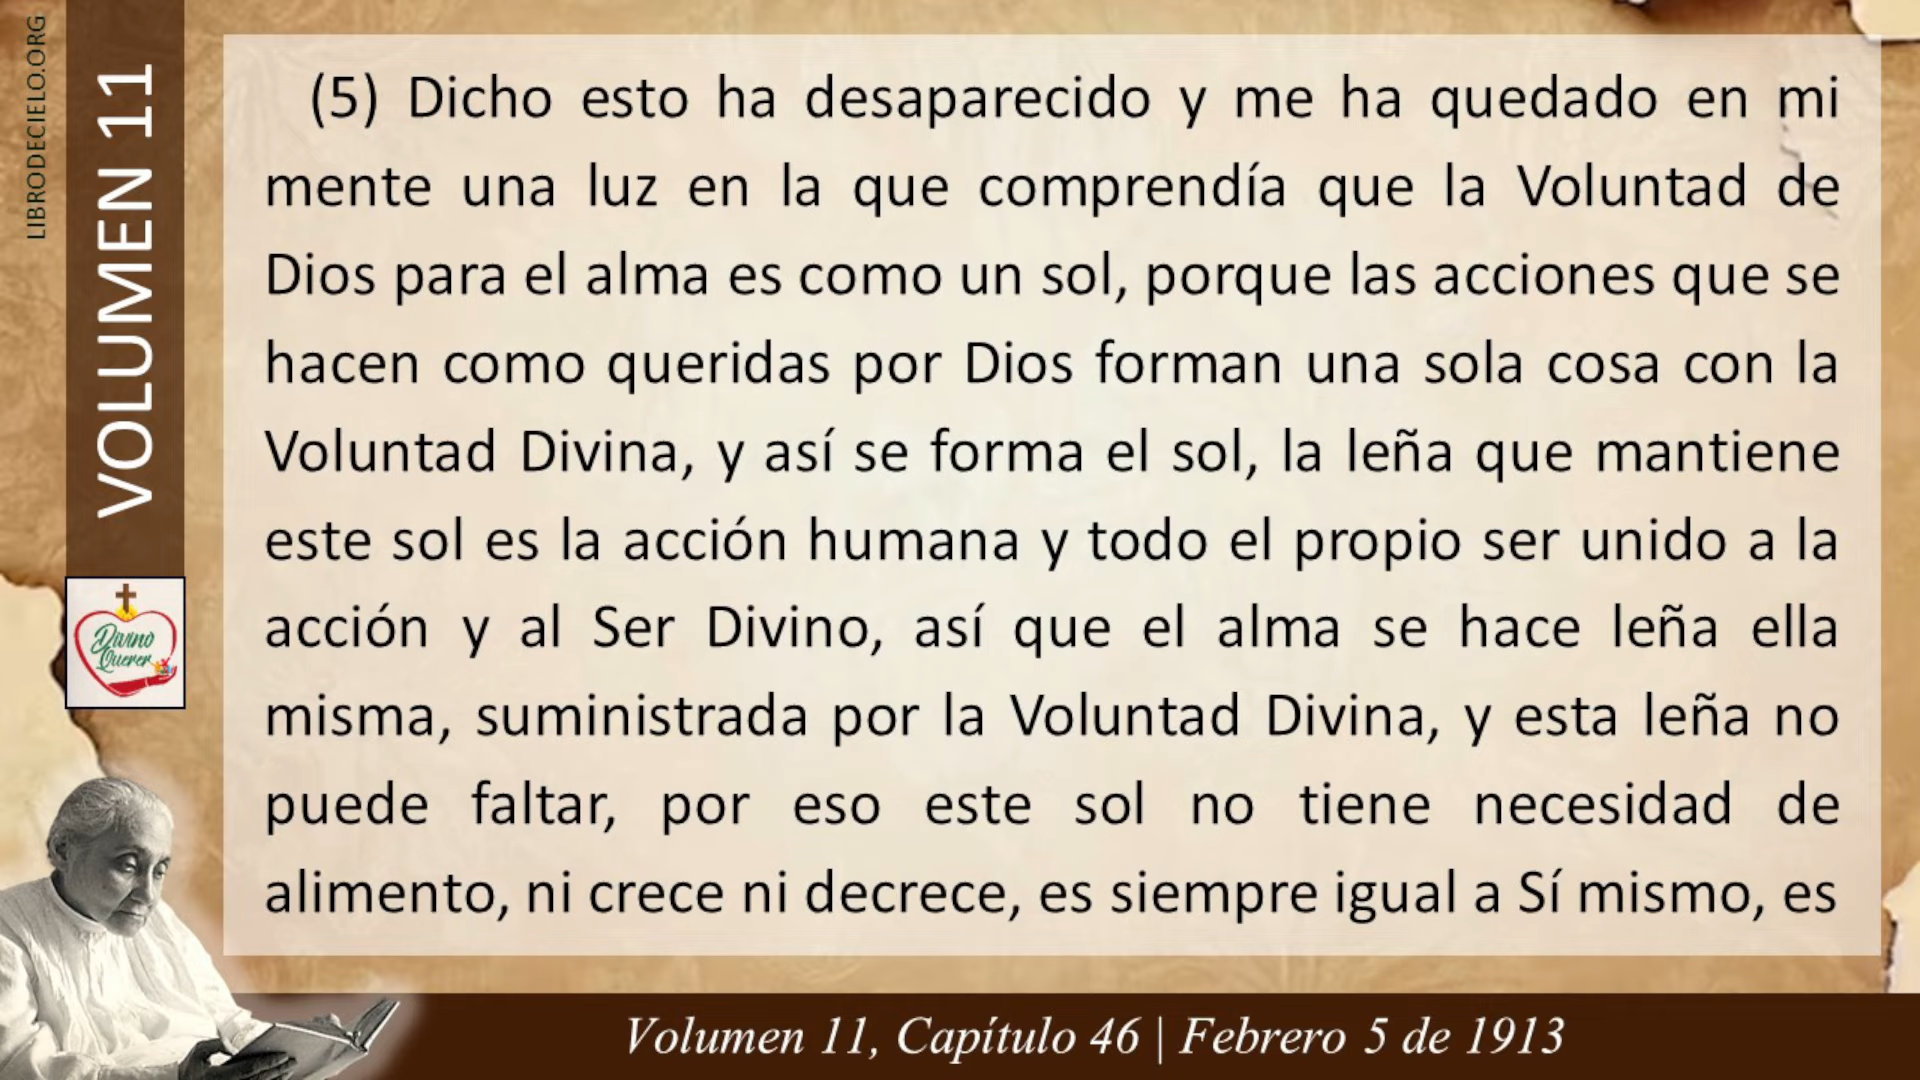 LIBRODECIELO.ORG
VOLUMEN 11
Divino
Querer
(5) Dicho esto ha desaparecido y me ha quedado en mi
mente una luz en la que comprendía que la Voluntad de
Dios para el alma es como un sol, porque las acciones que se
hacen como queridas por Dios forman una sola cosa con la
Voluntad Divina, y así se forma el sol, la leña que mantiene
este sol es la acción humana y todo el propio ser unido a la
acción y al Ser Divino, así que el alma se hace leña ella
misma, suministrada por la Voluntad Divina, y esta leña no
puede faltar, por eso este sol no tiene necesidad de
alimento, ni crece ni decrece, es siempre igual a Sí mismo, es
Volumen 11, Capítulo 46 | Febrero 5 de 1913